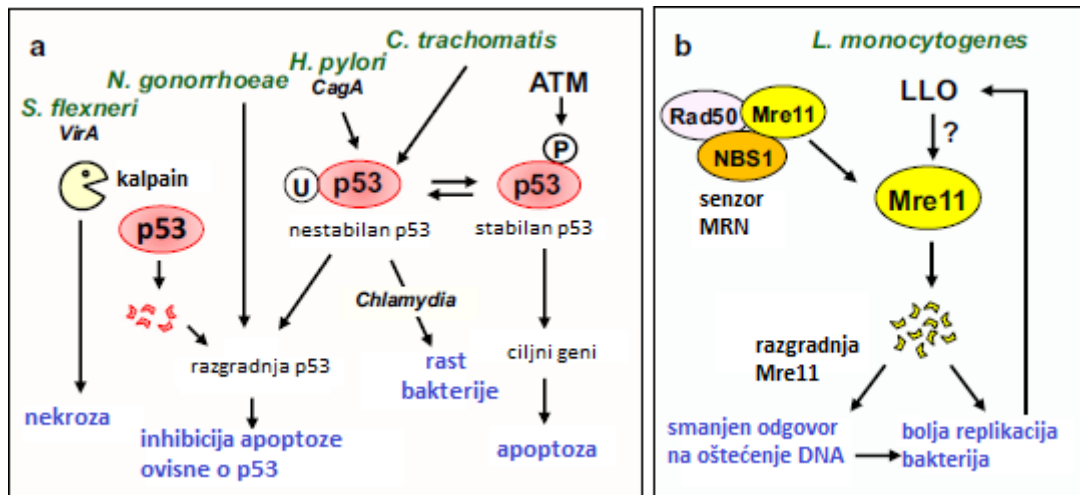 a
C. trachomatis
H. pylori
CagA
N. gonorrhoeae
S. flexneri
VirA
ATM
P
kalpain
U
p53
p53
p53
nestabilan p53
stabilan p53
Chlamydia
razgradnja p53
rast
bakterije
ciljni geni
nekroza
inhibicija apoptoze
ovisne o p53
apoptoza
b
L. monocytogenes
LLO
?
Rad50
Mre11
NBS1
senzor
MRN
Mre11
razgradnja
Mre11
smanjen odgovor
na oštećenje DNA
bolja replikacija
bakterija